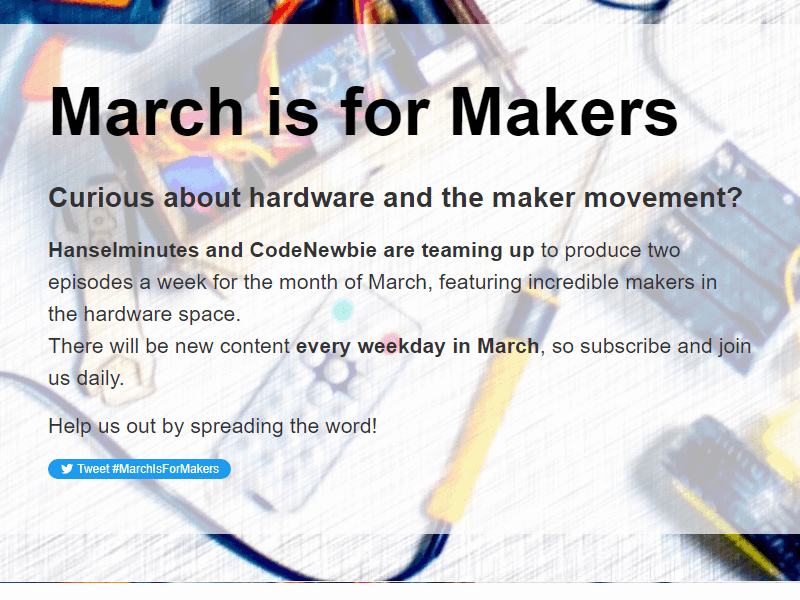 March is for Makers
Curious about hardware and the maker movement?
Hanselminutes and CodeNewbie are teaming up to produce two
episodes a week for the month of March, featuring incredible makers in
the hardware space.
There will be new content every weekday in March, so subscribe and join
us daily.
Help us out by spreading the word!
Tweet #MarchIsForMakers